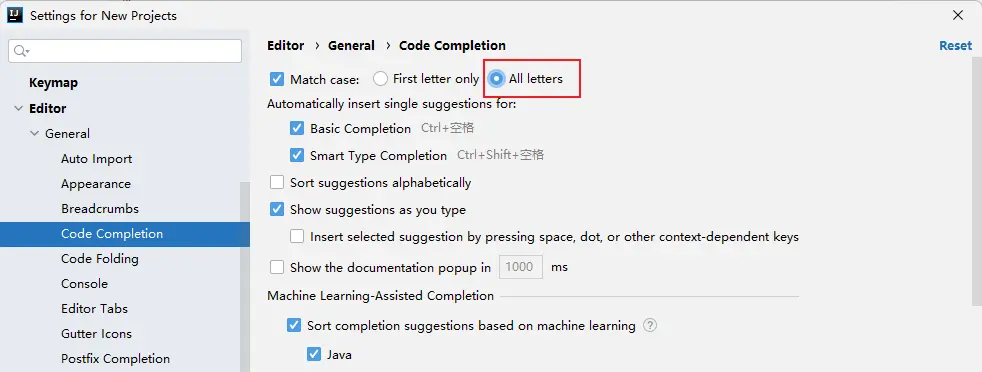 IJ Settings for New Projects
Keymap
Editor
General
Auto Import
Appearance
Breadcrumbs
Code Completion
Code Folding
Console
Editor Tabs
Gutter Icons
Postfix Completion
Editor › General › Code Completion Reset
Match case: First letter only All letters
Automatically insert single suggestions for:
Basic Completion Ctrl+空格
Smart Type Completion Ctrl+Shift+空格
Sort suggestions alphabetically
Show suggestions as you type
Insert selected suggestion by pressing space, dot, or other context-dependent keys
Show the documentation popup in 1000 ms
Machine Learning-Assisted Completion
Sort completion suggestions based on machine learning ?
Java